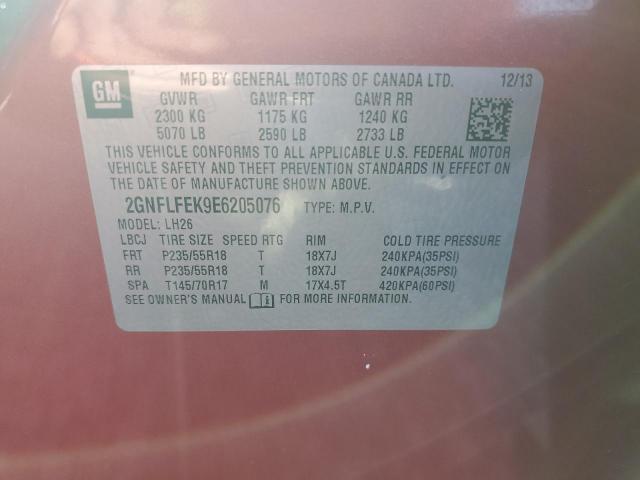 GM
MFD BY GENERAL MOTORS OF CANADA LTD. 12/13
GVWR GAWR FRT GAWR RR
2300 KG 1175 KG 1240 KG
5070 LB 2590 LB 2733 LB
THIS VEHICLE CONFORMS TO ALL APPLICABLE U.S. FEDERAL MOTOR
VEHICLE SAFETY AND THEFT PREVENTION STANDARDS IN EFFECT ON
THE DATE OF MANUFACTURE SHOWN ABOVE.
2GNFLFEK9E6205076 TYPE: M.P.V.
MODEL: LH26
LBCJ TIRE SIZE SPEED RTG RIM COLD TIRE PRESSURE
FRT P235/55R18 T 18X7J 240KPA(35PSI)
RR P235/55R18 T 18X7J 240KPA(35PSI)
SPA T145/70R17 M 17X4.5T 420KPA(60PSI)
SEE OWNER'S MANUAL FOR MORE INFORMATION.